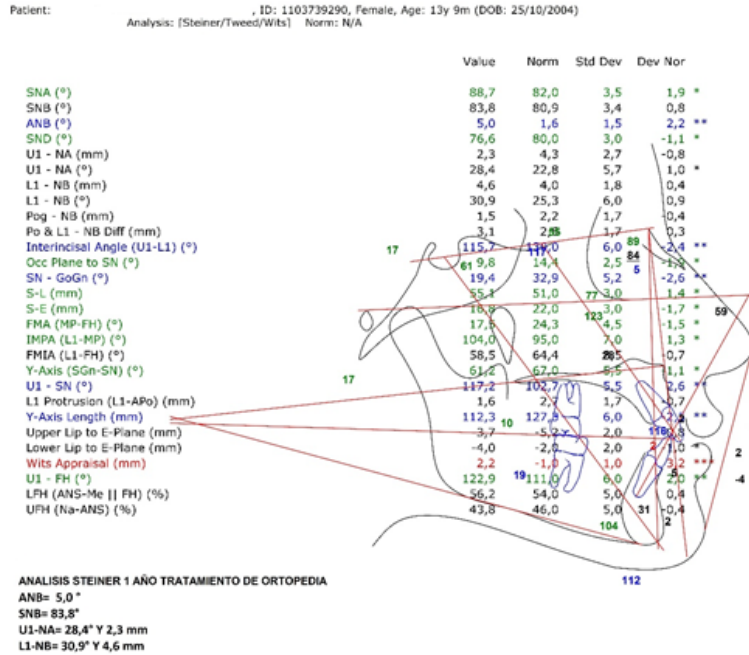 Patient: , ID: 1103739290, Female, Age: 13y 9m (DOB: 25/10/2004)
Analysis: [Steiner/Tweed/Wits] Norm: N/A
Value Norm Std Dev Dev Nor
SNA (°) 88,7 82,0 3,5 1,9 *
SNB (°) 83,8 80,9 3,4 0,8
ANB (°) 5,0 1,6 1,5 2,2 **
SND (°) 76,6 80,0 3,0 -1,1 *
U1 - NA (mm) 2,3 4,3 2,7 -0,8
U1 - NA (°) 28,4 22,8 5,7 1,0 *
L1 - NB (mm) 4,6 4,0 1,8 0,4
L1 - NB (°) 30,9 25,3 6,0 0,9
Pog - NB (mm) 1,5 2,2 1,7 -0,4
Po & L1 - NB Diff (mm) 3,1 1,7 0,3
17 89
Interincisal Angle (U1-L1) (°) 115,7 117 6,0 -2,4 **
84
Occ Plane to SN (°) 61 9,8 14,4 2,5 *
5
SN - GoGn (°) 19,4 32,9 5,2 -2,6 **
S-L (mm) 55,1 51,0 77 3,0 1,4 *
S-E (mm) 16,8 22,0 3,0 -1,7 * 59
123
FMA (MP-FH) (°) 24,3 4,5 -1,5 *
IMPA (L1-MP) (°) 104,0 95,0 7,0 1,3 *
FMIA (L1-FH) (°) 58,5 64,4 -0,7
Y-Axis (SGn-SN) (°) 61,2 67,0 5,5 -1,1 *
17
U1 - SN (°) 117,2 102,7 5,5 2,6 **
L1 Protrusion (L1-APo) (mm) 1,6 1,7 -0,7
Y-Axis Length (mm) 112,3 6,0 **
10 2
Upper Lip to E-Plane (mm) -5,2 2,0
116
Lower Lip to E-Plane (mm) -4,0 -2,0 2,0 *
2 2
Wits Appraisal (mm) 2,2 -1,0 1,0 3,2 ***
19 5 -4
U1 - FH (°) 122,9 111,0 6,0 2,0 **
LFH (ANS-Me || FH) (%) 56,2 54,0 5,0 0,4
UFH (Na-ANS) (%) 43,8 46,0 5,0 -0,4
31
104 2
112
ANALISIS STEINER 1 AÑO TRATAMIENTO DE ORTOPEDIA
ANB= 5,0 °
SNB= 83,8°
U1-NA= 28,4° Y 2,3 mm
L1-NB= 30,9° Y 4,6 mm